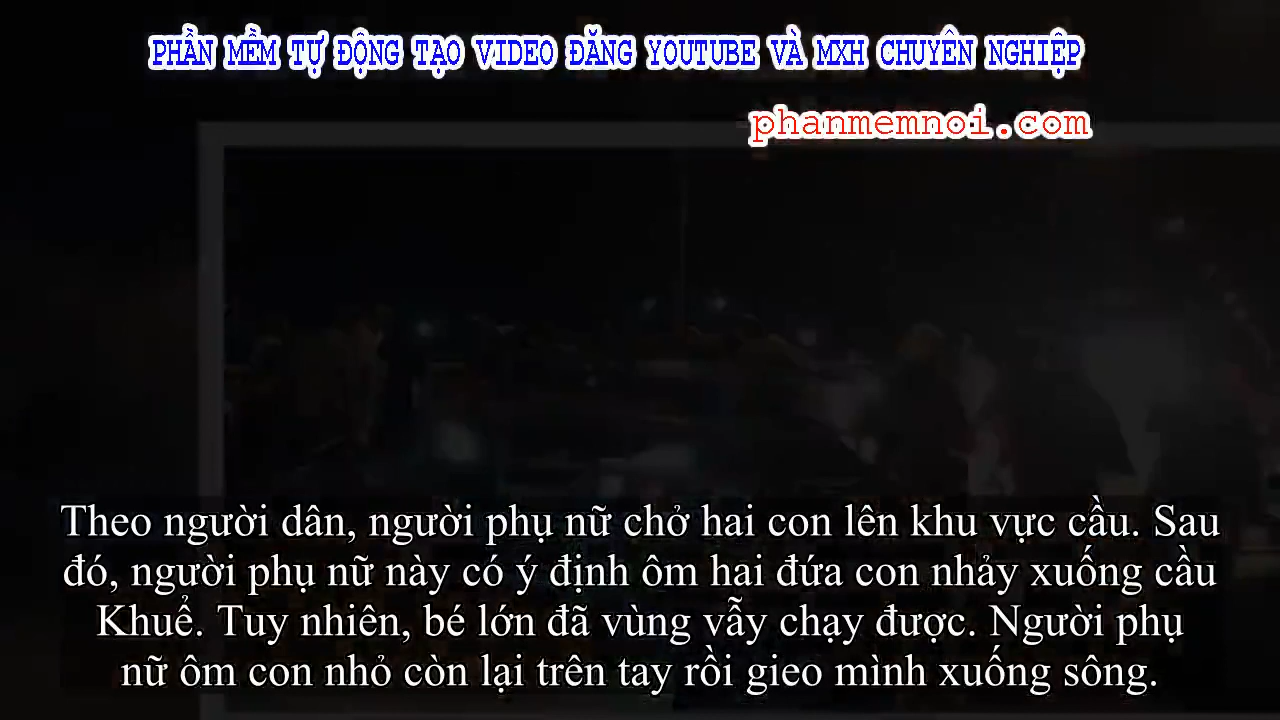 PHẦN MỀM TỰ ĐỘNG TẠO VIDEO ĐĂNG YOUTUBE VÀ MXH CHUYÊN NGHIỆP
phanmemnoi.com
Theo người dân, người phụ nữ chở hai con lên khu vực cầu. Sau
đó, người phụ nữ này có ý định ôm hai đứa con nhảy xuống cầu
Khuể. Tuy nhiên, bé lớn đã vùng vẫy chạy được. Người phụ
nữ ôm con nhỏ còn lại trên tay rồi gieo mình xuống sông.